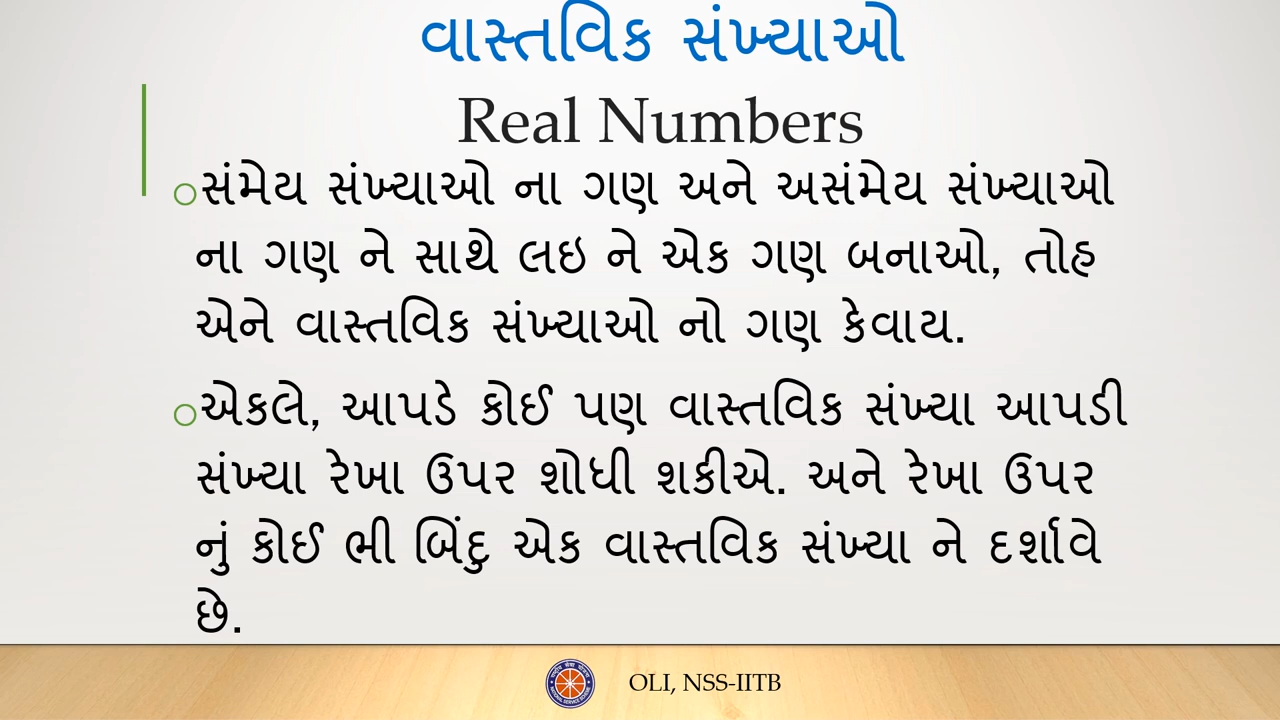 વાસ્તવિક સંખ્યાઓ
Real Numbers
સંમેય સંખ્યાઓ ના ગણ અને અસંમેય સંખ્યાઓ
ના ગણ ને સાથે લઇ ને એક ગણ બનાઓ, તોહ
એને વાસ્તવિક સંખ્યાઓ નો ગણ કેવાય.
એકલે, આપડે કોઈ પણ વાસ્તવિક સંખ્યા આપડી
સંખ્યા રેખા ઉપર શોધી શકીએ. અને રેખા ઉપર
નું કોઈ ભી બિંદુ એક વાસ્તવિક સંખ્યા ને દર્શાવે
છે.
OLI, NSS-IITB